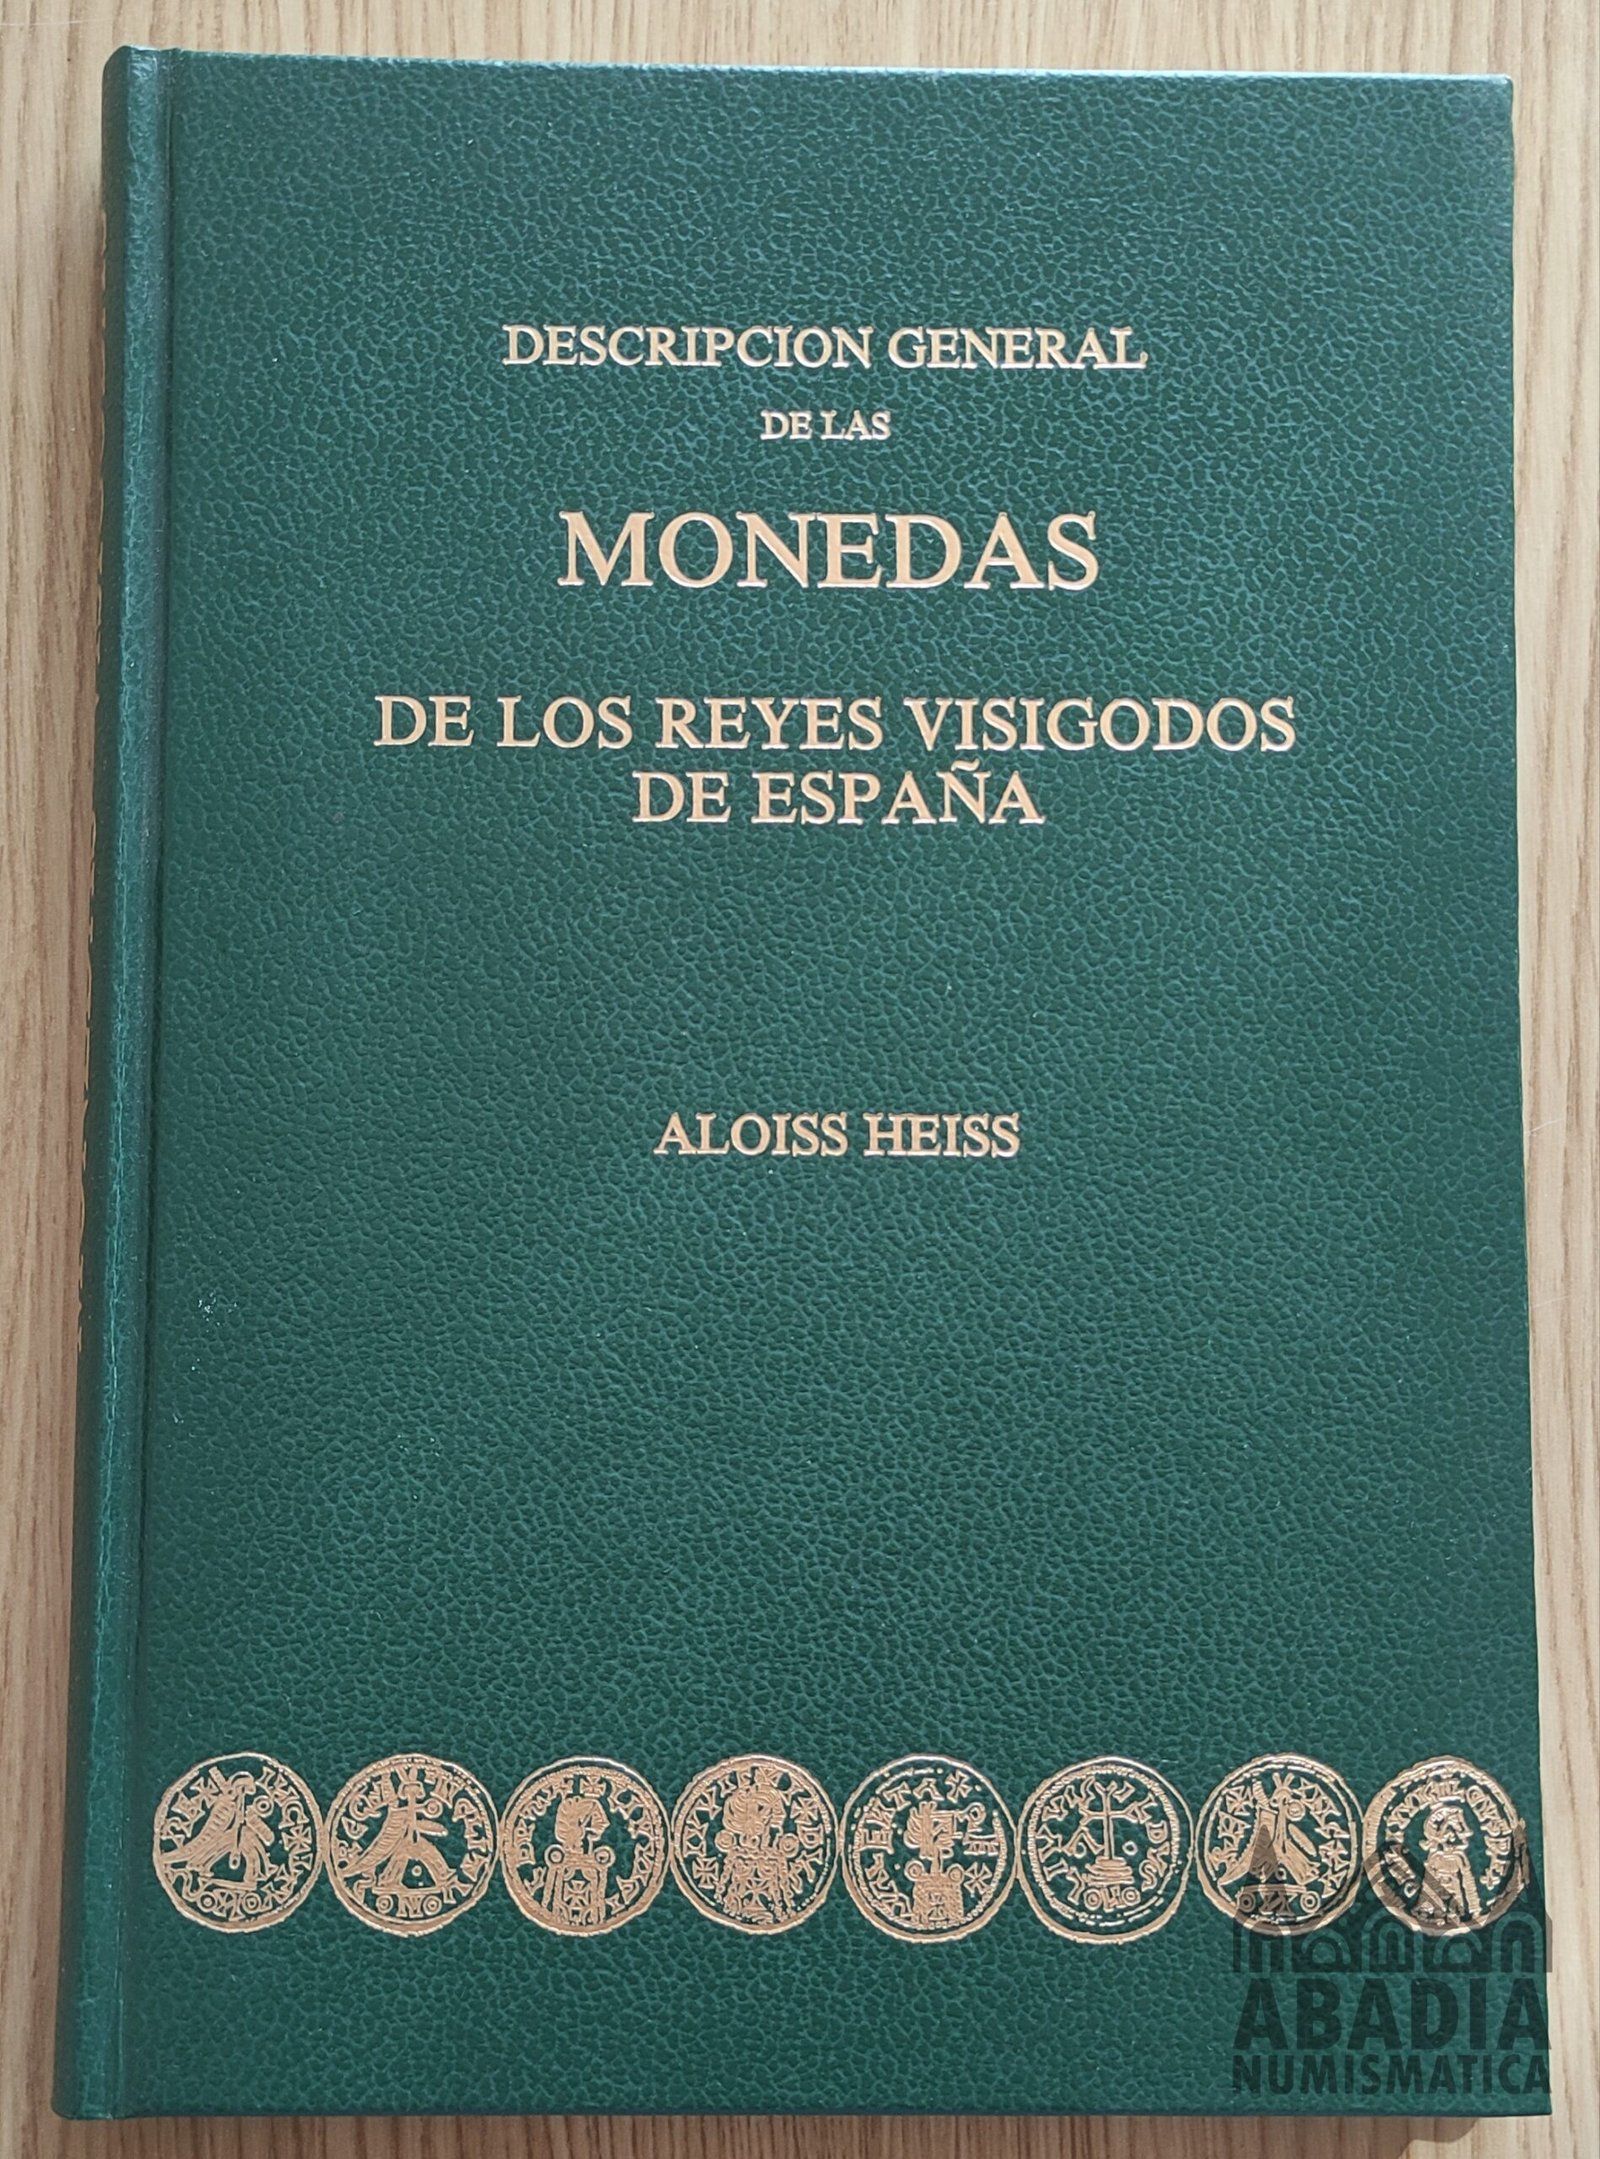 DESCRIPCION GENERAL
DE LAS
MONEDAS
DE LOS REYES VISIGODOS
DE ESPAÑA
ALOISS HEISS
ABADIA
NUMISMATICA